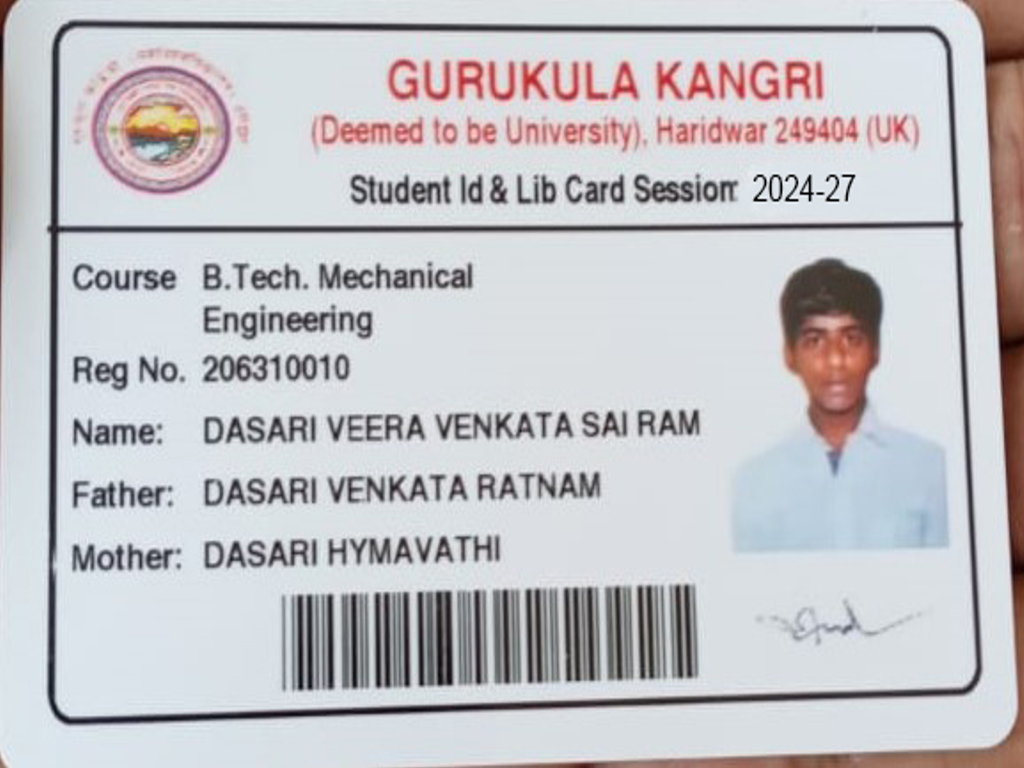 GURUKULA KANGRI
(Deemed to be University), Haridwar 249404 (UK)
Student Id & Lib Card Session: 2024-27
Course B.Tech. Mechanical
Engineering
Reg No. 206310010
Name: DASARI VEERA VENKATA SAI RAM
Father: DASARI VENKATA RATNAM
Mother: DASARI HYMAVATHI